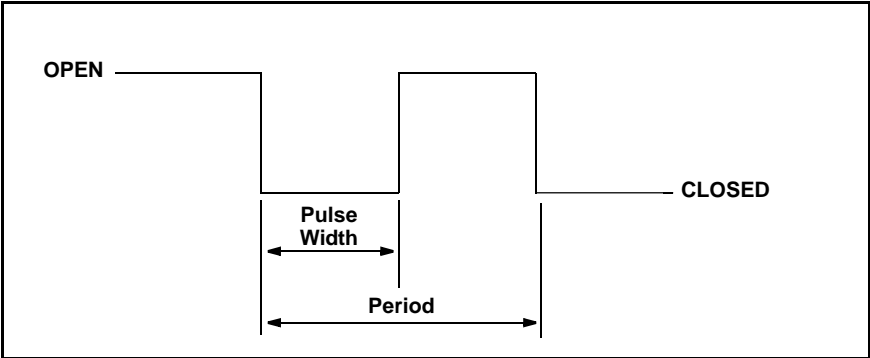 OPEN
CLOSED
Pulse
Width
Period